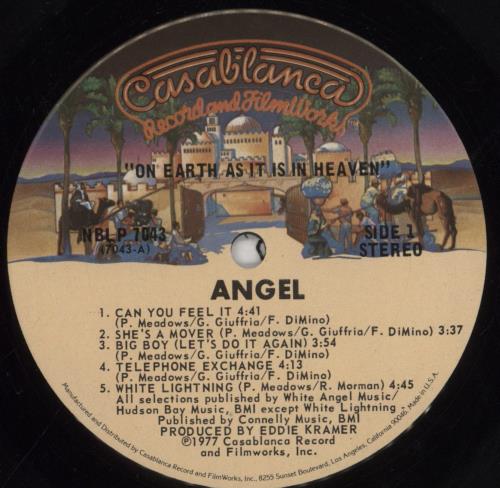 Casablanca
Record and FilmWorks™
"ON EARTH AS IT IS IN HEAVEN"
NBLP 7043
(7043-A)
SIDE 1
STEREO
ANGEL
1. CAN YOU FEEL IT 4:41
(P. Meadows/G. Giuffria/F. DiMino)
2. SHE'S A MOVER (P. Meadows/G. Giuffria/F. DiMino) 3:37
3. BIG BOY (LET'S DO IT AGAIN) 3:54
(P. Meadows/G. Giuffria/F. DiMino)
4. TELEPHONE EXCHANGE 4:13
(P. Meadows/G. Giuffria/F. DiMino)
5. WHITE LIGHTNING (P. Meadows/R. Morman) 4:45
All selections published by White Angel Music/
Hudson Bay Music, BMI except White Lightning
Published by Connelly Music, BMI
PRODUCED BY EDDIE KRAMER
©1977 Casablanca Record
and Filmworks, Inc.
Manufactured and Distributed by Casablanca Record and FilmWorks, Inc., 8255 Sunset Boulevard, Los Angeles, California 90046, Made in U.S.A.